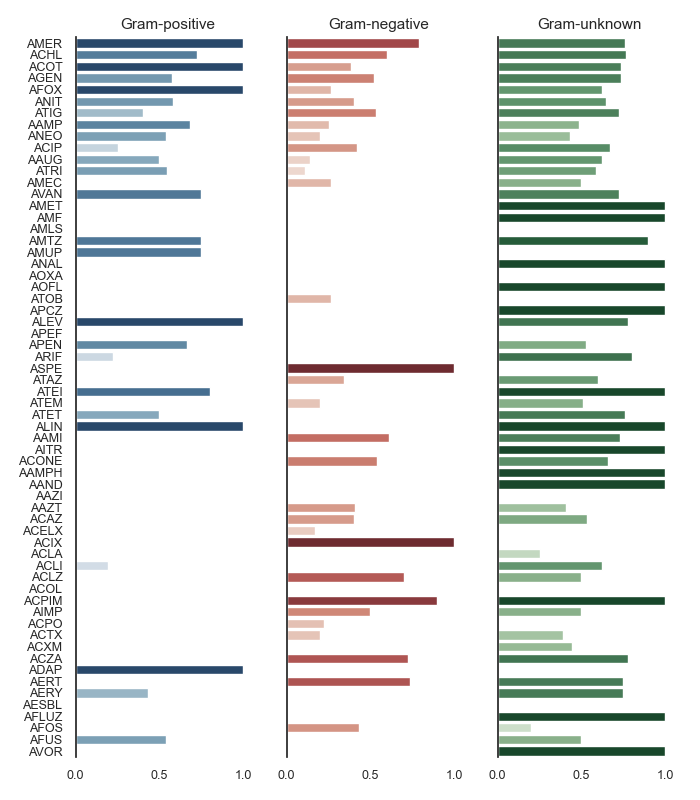 Gram-positive Gram-negative Gram-unknown
AMER
ACHL
ACOT
AGEN
AFOX
ANIT
ATIG
AAMP
ANEO
ACIP
AAUG
ATRI
AMEC
AVAN
AMET
AMF
AMLS
AMTZ
AMUP
ANAL
AOXA
AOFL
ATOB
APCZ
ALEV
APEF
APEN
ARIF
ASPE
ATAZ
ATEI
ATEM
ATET
ALIN
AAMI
AITR
ACONE
AAMPH
AAND
AAZI
AAZT
ACAZ
ACELX
ACIX
ACLA
ACLI
ACLZ
ACOL
ACPIM
AIMP
ACPO
ACTX
ACXM
ACZA
ADAP
AERT
AERY
AESBL
AFLUZ
AFOS
AFUS
AVOR
0.0 0.5 1.0 0.0 0.5 1.0 0.0 0.5 1.0